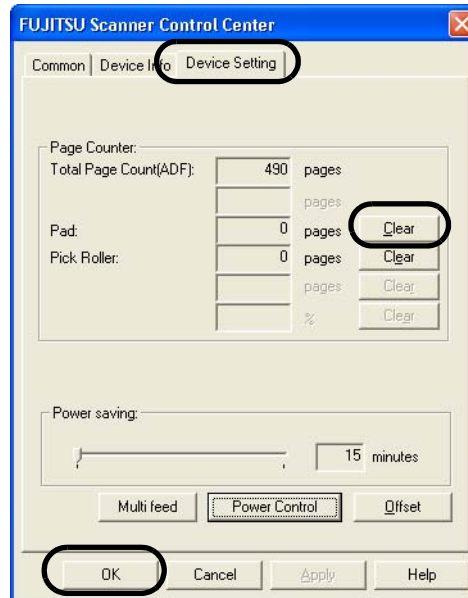 FUJITSU Scanner Control Center
Common Device Info Device Setting
Page Counter:
Total Page Count(ADF): 490 pages
pages
Pad: 0 pages Clear
Pick Roller: 0 pages Clear
pages Clear
% Clear
Power saving:
15 minutes
Multi feed Power Control Offset
OK Cancel Apply Help